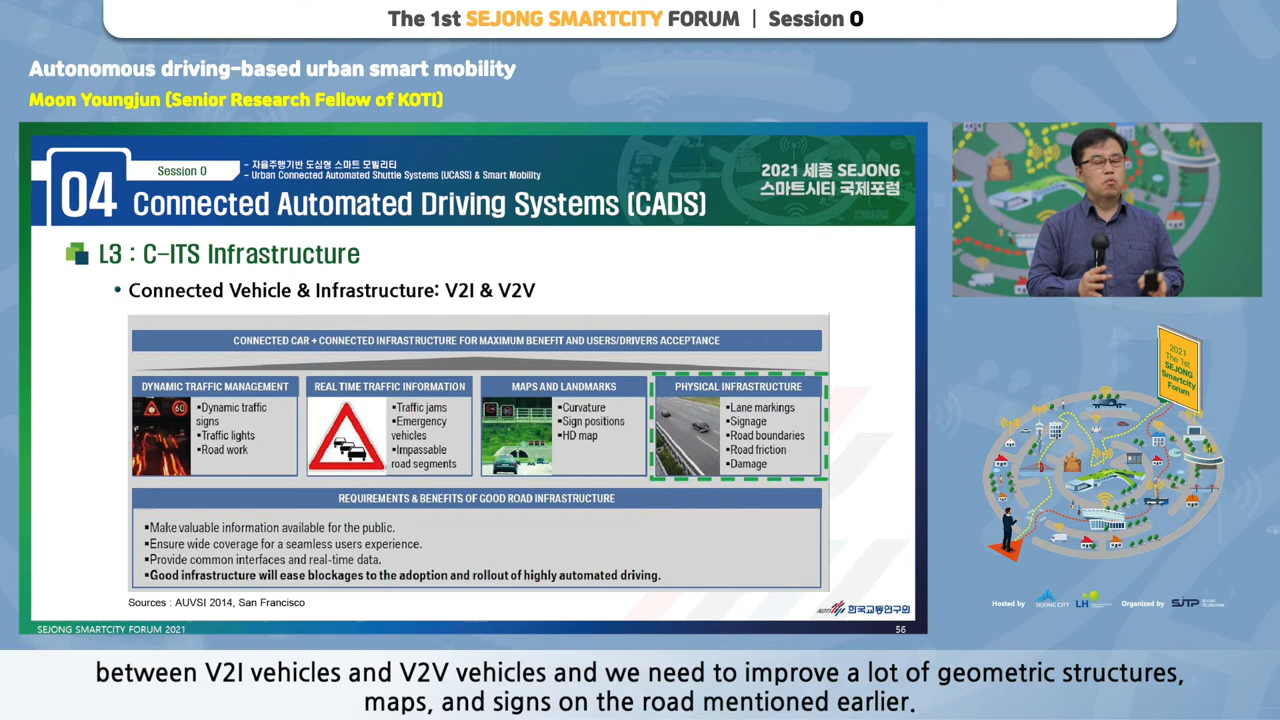 The 1st SEJONG SMARTCITY FORUM | Session 0
Autonomous driving-based urban smart mobility
Moon Youngjun (Senior Research Fellow of KOTI)
04
Session 0
- 자율주행기반 도심형 스마트 모빌리티
- Urban Connected Automated Shuttle Systems (UCASS) & Smart Mobility
2021 세종 SEJONG
스마트시티 국제포럼
Connected Automated Driving Systems (CADS)
L3 : C-ITS Infrastructure
• Connected Vehicle & Infrastructure: V2I & V2V
CONNECTED CAR + CONNECTED INFRASTRUCTURE FOR MAXIMUM BENEFIT AND USERS/DRIVERS ACCEPTANCE
DYNAMIC TRAFFIC MANAGEMENT
60
▪Dynamic traffic
signs
▪Traffic lights
▪Road work
REAL TIME TRAFFIC INFORMATION
▪Traffic jams
▪Emergency
vehicles
▪Impassable
road segments
MAPS AND LANDMARKS
▪Curvature
▪Sign positions
▪HD map
PHYSICAL INFRASTRUCTURE
▪Lane markings
▪Signage
▪Road boundaries
▪Road friction
▪Damage
REQUIREMENTS & BENEFITS OF GOOD ROAD INFRASTRUCTURE
▪Make valuable information available for the public.
▪Ensure wide coverage for a seamless users experience.
▪Provide common interfaces and real-time data.
▪Good infrastructure will ease blockages to the adoption and rollout of highly automated driving.
Sources : AUVSI 2014, San Francisco
KOTI 한국교통연구원
SEJONG SMARTCITY FORUM 2021
56
2021
The 1st
SEJONG
Smartcity
Forum
Hosted by
SEJONG CITY
LH
Organized by
SJTP
between V2I vehicles and V2V vehicles and we need to improve a lot of geometric structures,
maps, and signs on the road mentioned earlier.